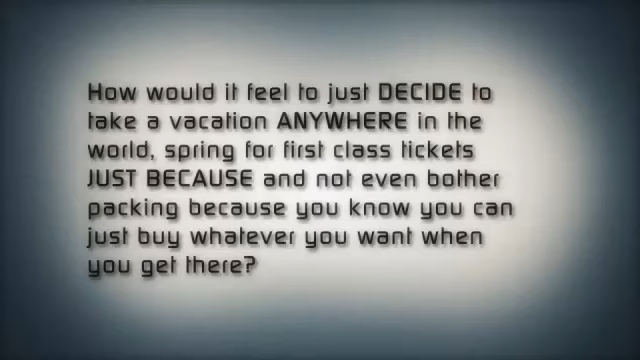 How would it feel to just DECIDE to
take a vacation ANYWHERE in the
world, spring for first class tickets
JUST BECAUSE and not even bother
packing because you know you can
just buy whatever you want when
you get there?